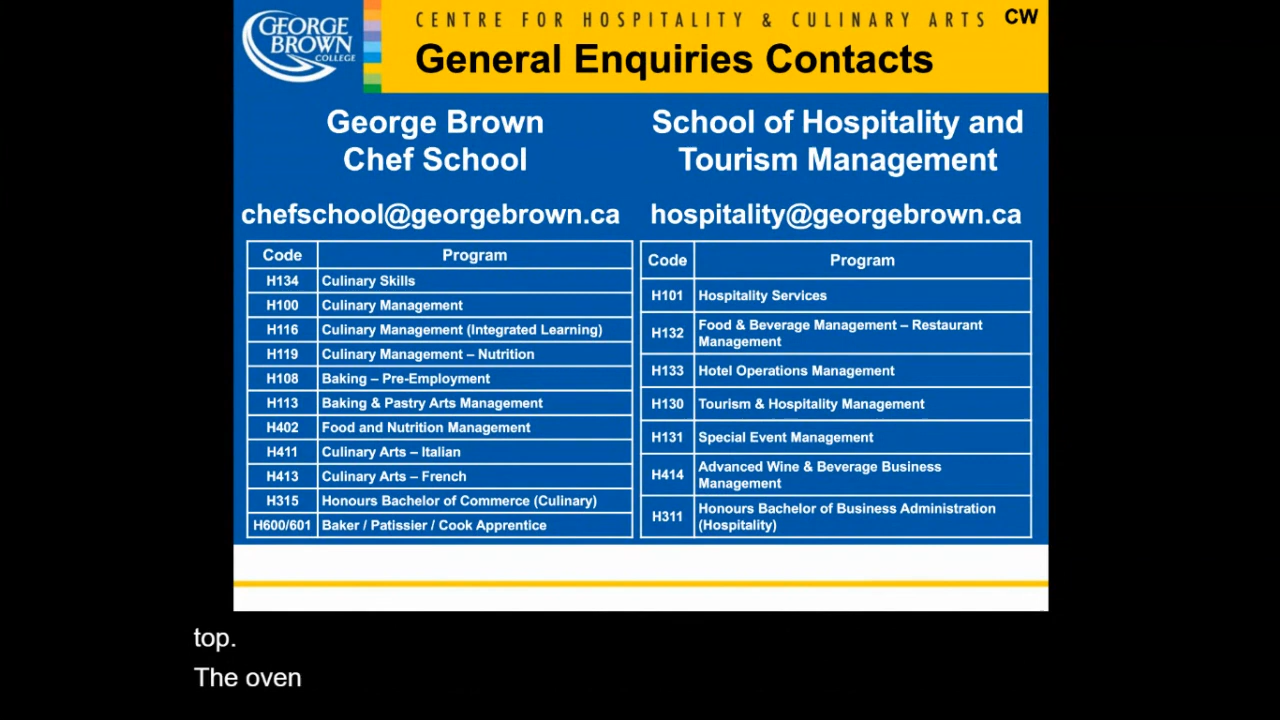 GEORGE
BROWN
COLLEGE
CENTRE FOR HOSPITALITY & CULINARY ARTS
CW
General Enquiries Contacts
George Brown
Chef School
chefschool@georgebrown.ca
Code Program
H134 Culinary Skills
H100 Culinary Management
H116 Culinary Management (Integrated Learning)
H119 Culinary Management – Nutrition
H108 Baking – Pre-Employment
H113 Baking & Pastry Arts Management
H402 Food and Nutrition Management
H411 Culinary Arts – Italian
H413 Culinary Arts – French
H315 Honours Bachelor of Commerce (Culinary)
H600/601 Baker / Patissier / Cook Apprentice
School of Hospitality and
Tourism Management
hospitality@georgebrown.ca
Code Program
H101 Hospitality Services
H132 Food & Beverage Management – Restaurant
Management
H133 Hotel Operations Management
H130 Tourism & Hospitality Management
H131 Special Event Management
H414 Advanced Wine & Beverage Business
Management
H311 Honours Bachelor of Business Administration
(Hospitality)
top.
The oven